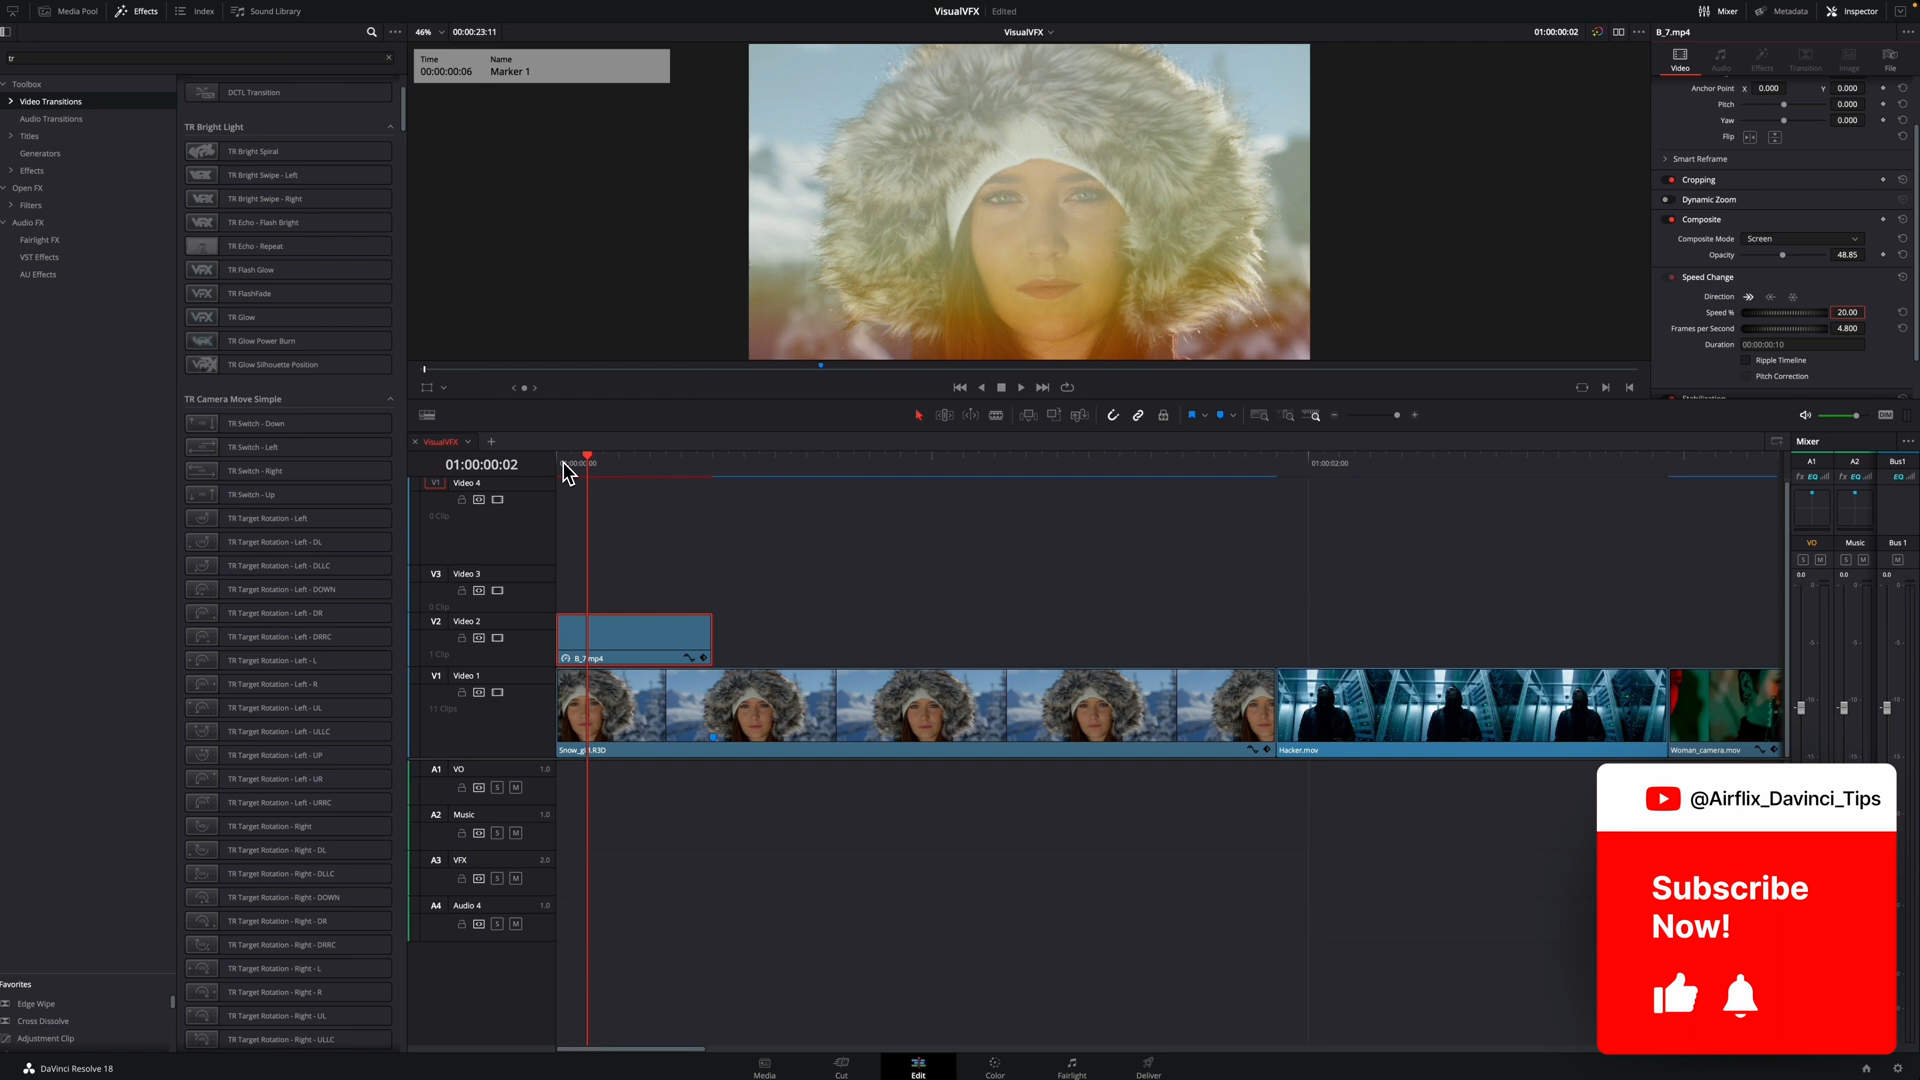 Media Pool
Effects
Index
Sound Library
VisualVFX
Edited
Mixer
Metadata
Inspector
46%
00:00:23:11
VisualVFX
01:00:00:02
B_7.mp4
tr
Time
Name
00:00:00:06
Marker 1
Video
Audio
Effects
Transition
Image
File
Toolbox
Video Transitions
Audio Transitions
Titles
Generators
Effects
Open FX
Filters
Audio FX
Fairlight FX
VST Effects
AU Effects
DCTL Transition
TR Bright Light
TR Bright Spiral
TR Bright Swipe - Left
TR Bright Swipe - Right
TR Echo - Flash Bright
TR Echo - Repeat
TR Flash Glow
TR FlashFade
TR Glow
TR Glow Power Burn
TR Glow Silhouette Position
TR Camera Move Simple
TR Switch - Down
TR Switch - Left
TR Switch - Right
TR Switch - Up
TR Target Rotation - Left
TR Target Rotation - Left - DL
TR Target Rotation - Left - DLLC
TR Target Rotation - Left - DOWN
TR Target Rotation - Left - DR
TR Target Rotation - Left - DRRC
TR Target Rotation - Left - L
TR Target Rotation - Left - R
TR Target Rotation - Left - UL
TR Target Rotation - Left - ULLC
TR Target Rotation - Left - UP
TR Target Rotation - Left - UR
TR Target Rotation - Left - URRC
TR Target Rotation - Right
TR Target Rotation - Right - DL
TR Target Rotation - Right - DLLC
TR Target Rotation - Right - DOWN
TR Target Rotation - Right - DR
TR Target Rotation - Right - DRRC
TR Target Rotation - Right - L
TR Target Rotation - Right - R
TR Target Rotation - Right - UL
TR Target Rotation - Right - ULLC
Favorites
Edge Wipe
Cross Dissolve
Adjustment Clip
Anchor Point X 0.000 Y 0.000
Pitch 0.000
Yaw 0.000
Flip
Smart Reframe
Cropping
Dynamic Zoom
Composite
Composite Mode Screen
Opacity 48.85
Speed Change
Direction
Speed % 20.00
Frames per Second 4.800
Duration 00:00:00:10
Ripple Timeline
Pitch Correction
DIM
VisualVFX
01:00:00:02
01:00:02:00
V1 Video 4
0 Clip
V3 Video 3
0 Clip
V2 Video 2
1 Clip
B_7.mp4
V1 Video 1
11 Clips
Hacker.mov
Woman_camera.mov
A1 VO 1.0
S M
A2 Music 1.0
S M
A3 VFX 2.0
S M
A4 Audio 4 1.0
S M
Mixer
A1 A2 Bus1
fx EQ fx EQ EQ
VO Music Bus 1
S M S M M
0.0 0.0 0.0
@Airflix_Davinci_Tips
Subscribe
Now!
DaVinci Resolve 18
Media
Cut
Edit
Color
Fairlight
Deliver